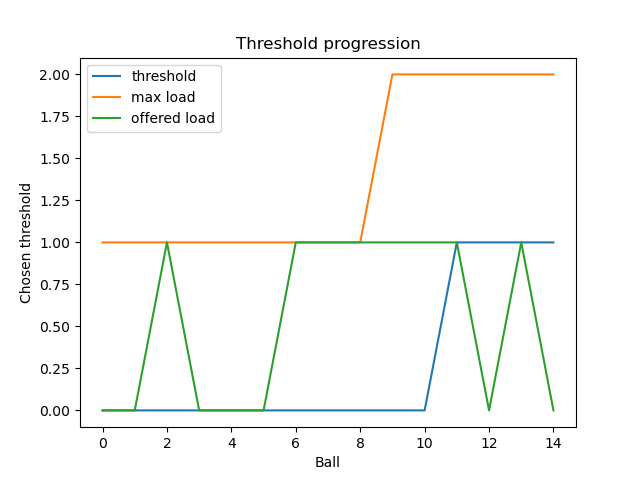 Threshold progression
threshold
max load
offered load
2.00
1.75
1.50
1.25
1.00
0.75
0.50
0.25
0.00
Chosen threshold
0 2 4 6 8 10 12 14
Ball